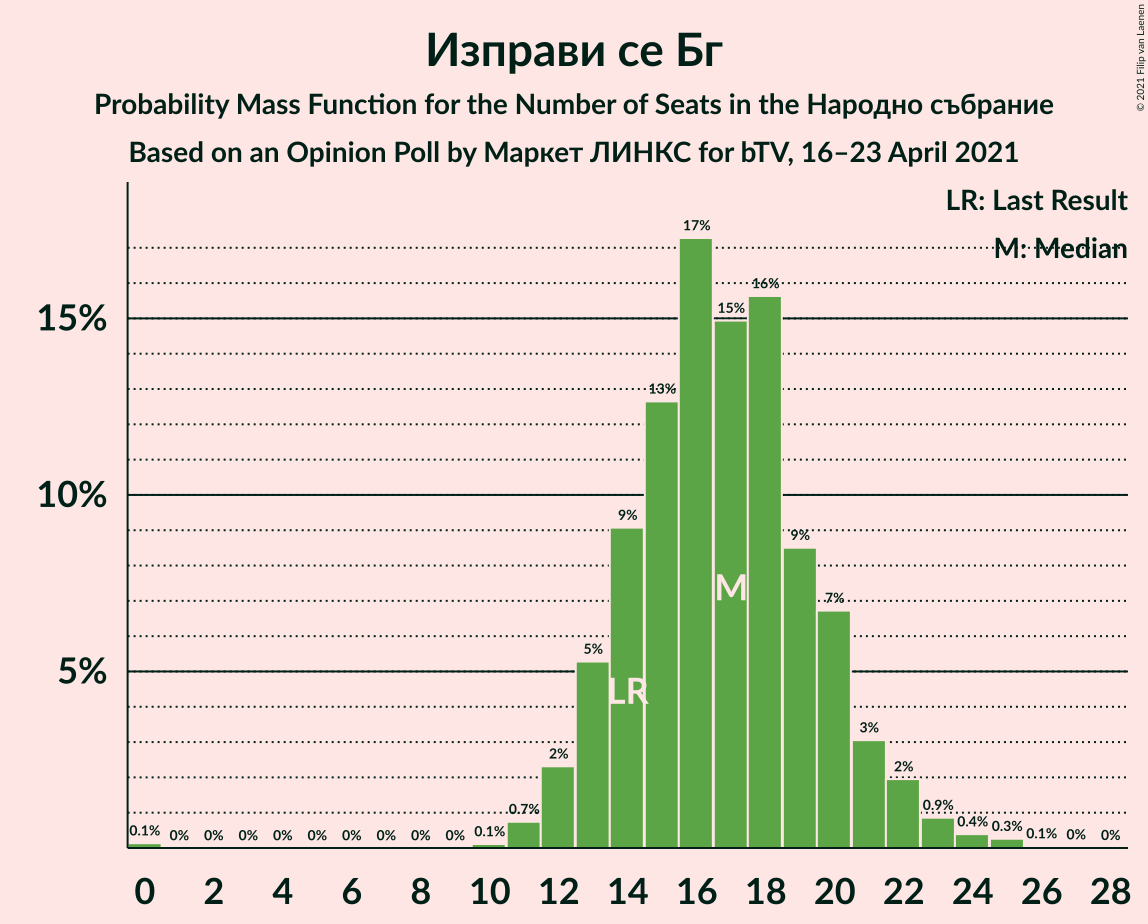 Изправи се Бг
Probability Mass Function for the Number of Seats in the Народно събрание
Based on an Opinion Poll by Маркет ЛИНКС for bTV, 16–23 April 2021
© 2021 Filip van Laenen
LR: Last Result
M: Median
15%
10%
5%
0.1% 0% 0% 0% 0% 0% 0% 0% 0% 0% 0.1% 0.7% 2% 5% 9% 13% 17% 15% 16% 9% 7% 3% 2% 0.9% 0.4% 0.3% 0.1% 0% 0%
LR
M
0 2 4 6 8 10 12 14 16 18 20 22 24 26 28